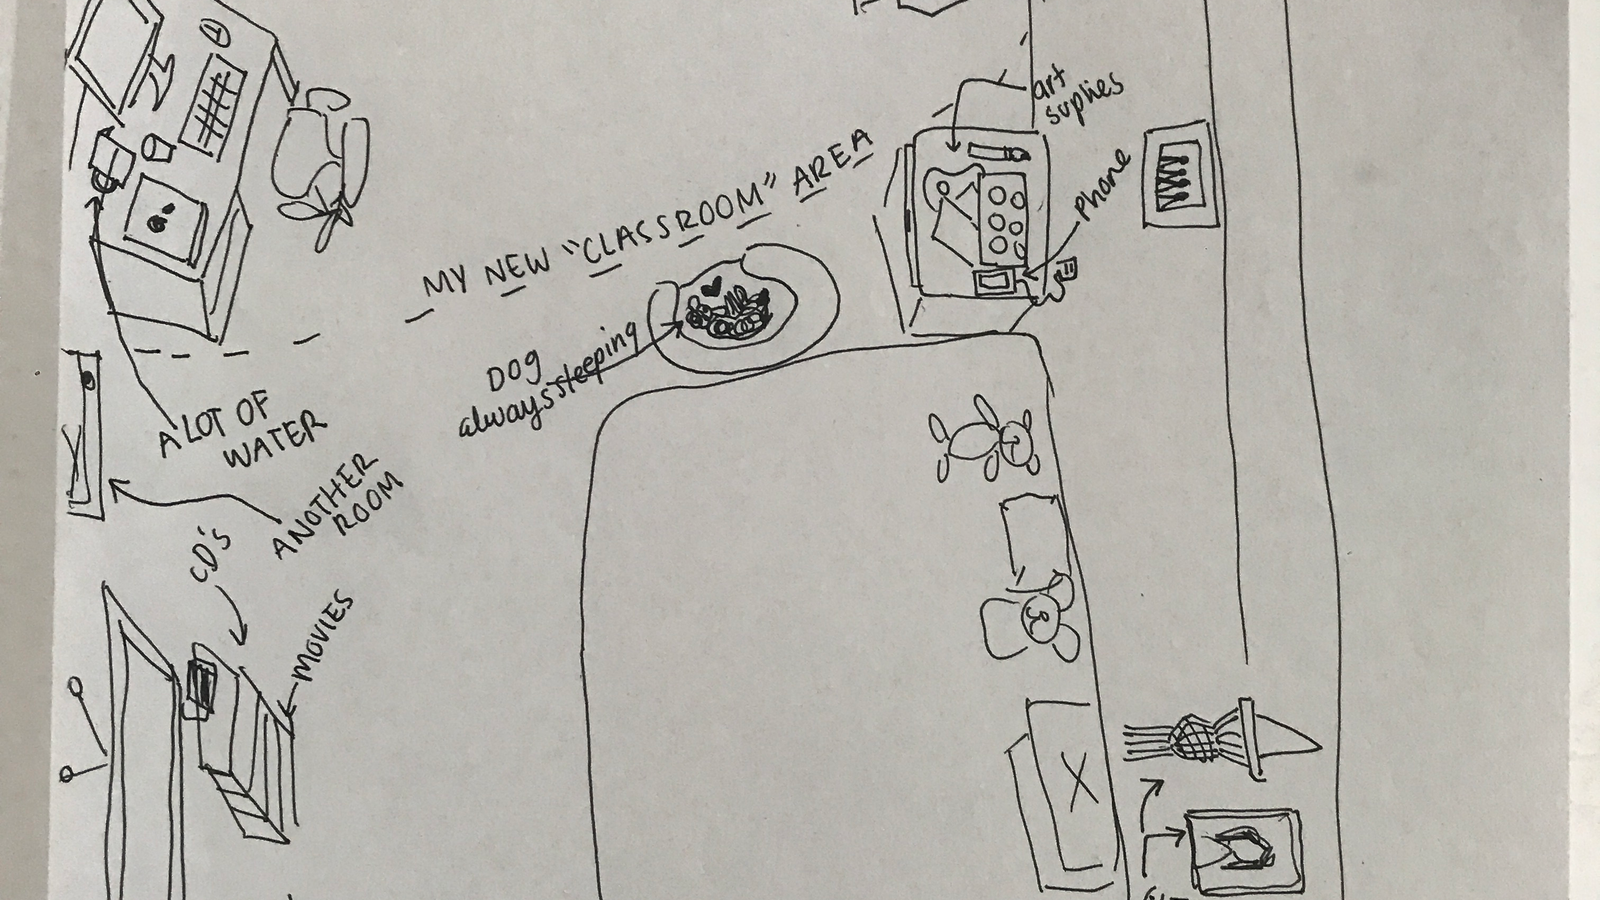 art
suplies
Phone
MY NEW "CLASSROOM" AREA
DOG
always sleeping
A LOT OF
WATER
ANOTHER
ROOM
CD's
MOVIES